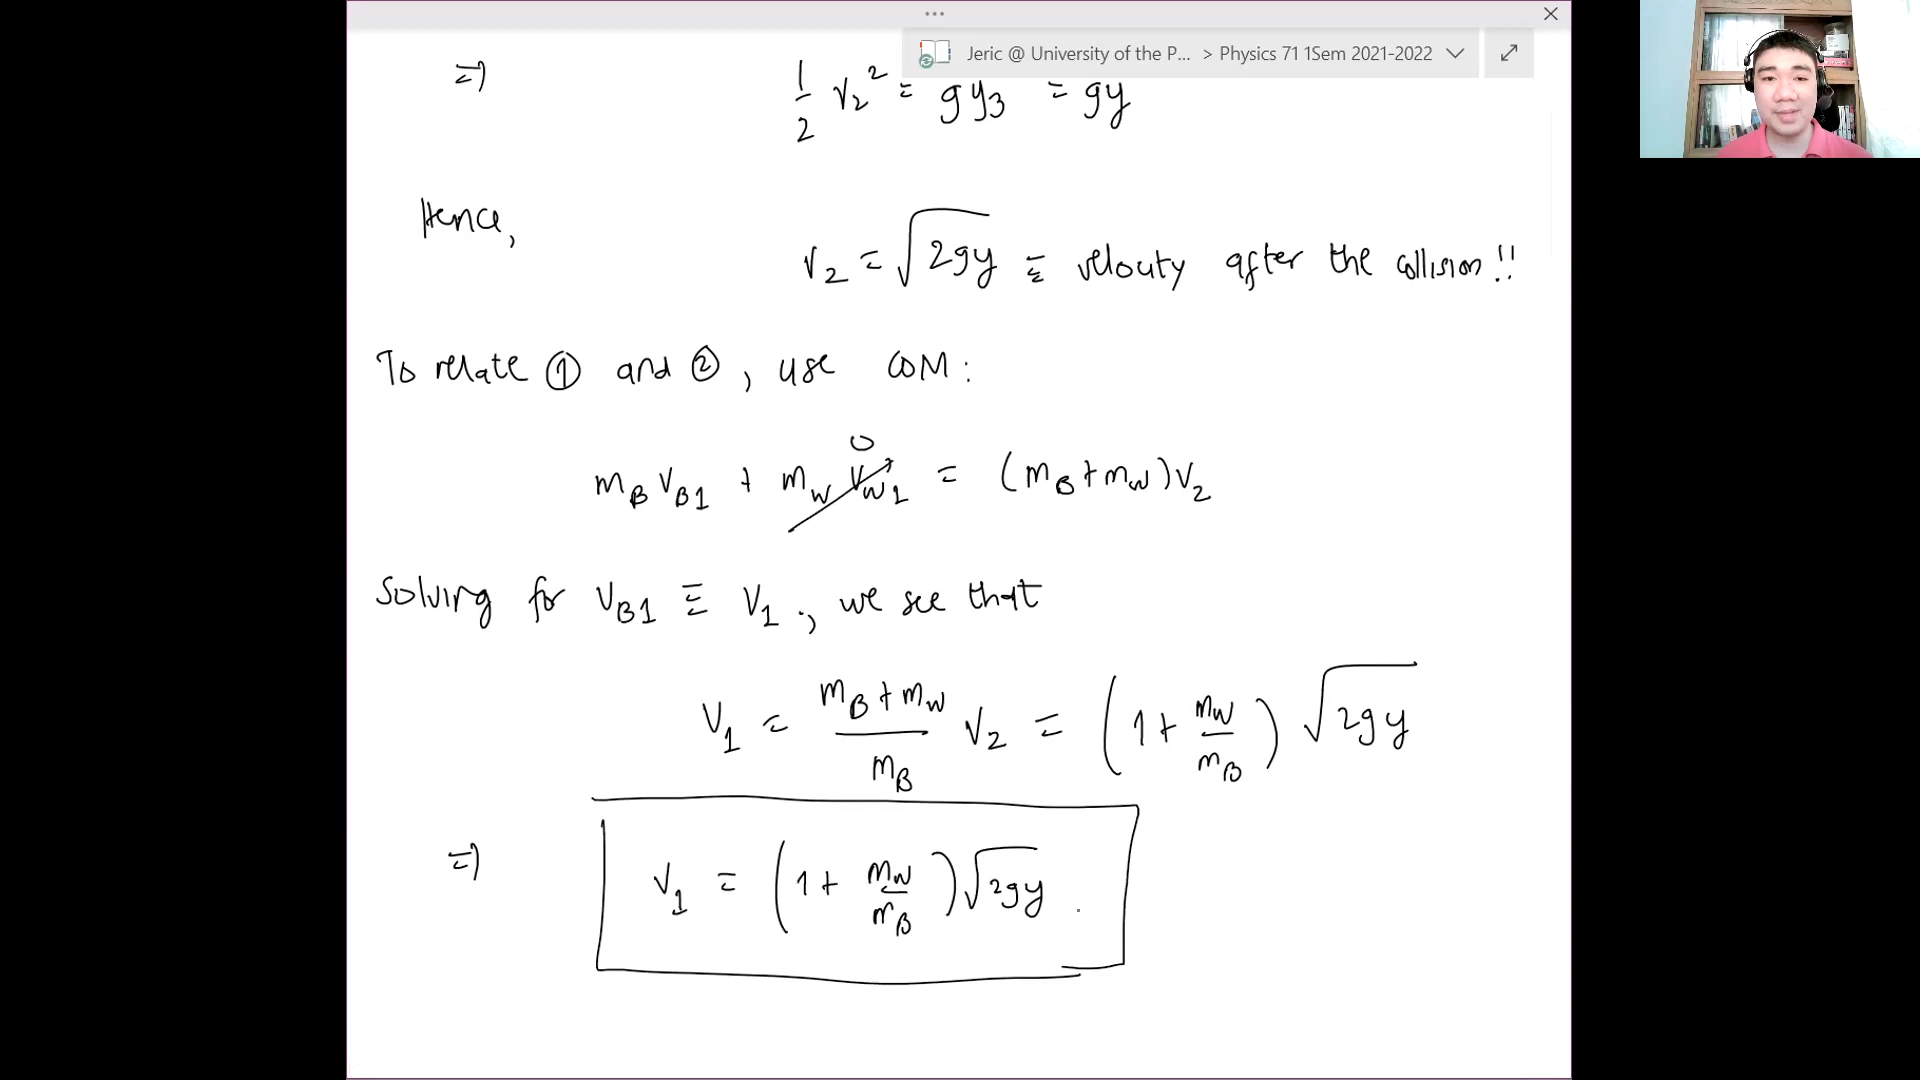 ...
Jeric @ University of the P... > Physics 71 1Sem 2021-2022
=> 1/2 v₂² = gy₃ = gy
Hence,
v₂ = √2gy ≡ velocity after the collision!!
To relate ① and ②, use COM:
m_B v_B1 + m_w v_w1 0 = (m_B + m_w) v₂
Solving for v_B1 ≡ v₁, we see that
v₁ = (m_B + m_w)/m_B v₂ = (1 + m_w/m_B) √2gy
=> v₁ = (1 + m_w/m_B) √2gy .